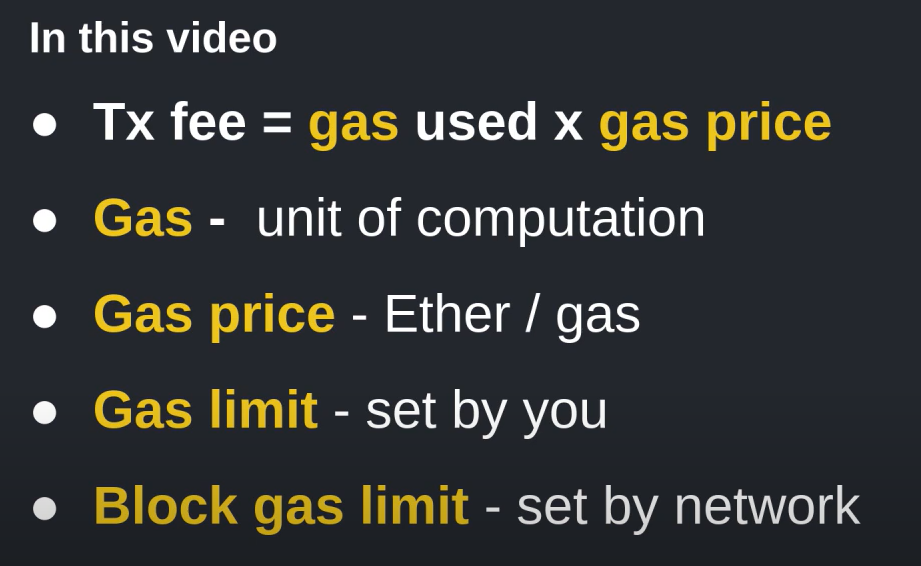 In this video
● Tx fee = gas used x gas price
● Gas - unit of computation
● Gas price - Ether / gas
● Gas limit - set by you
● Block gas limit - set by network